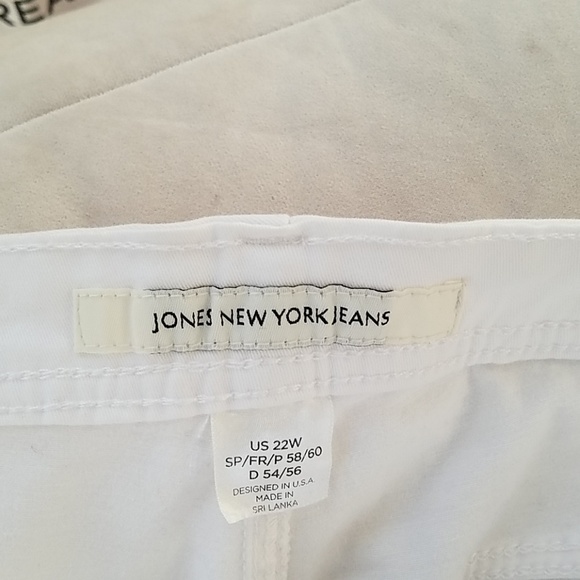 JONES NEW YORK JEANS
US 22W
SP/FR/P 58/60
D 54/56
DESIGNED IN U.S.A.
MADE IN
SRI LANKA